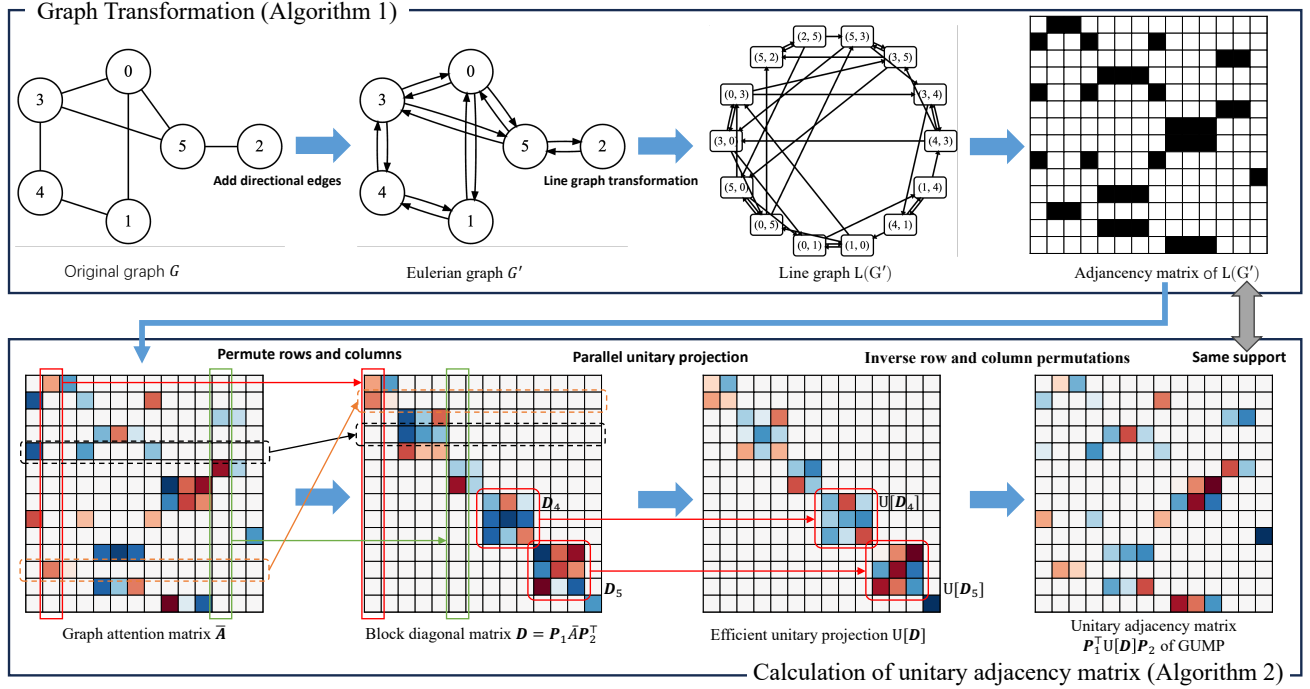 Graph Transformation (Algorithm 1)
0
3
5
2
4
1
Original graph G
Add directional edges
0
3
5
2
4
1
Eulerian graph G′
Line graph transformation
(2, 5)
(5, 3)
(5, 2)
(3, 5)
(0, 3)
(3, 4)
(3, 0)
(4, 3)
(5, 0)
(1, 4)
(0, 5)
(4, 1)
(0, 1)
(1, 0)
Line graph L(G′)
Adjancency matrix of L(G′)
Permute rows and columns
Parallel unitary projection
Inverse row and column permutations
Same support
D₄
D₅
U[D₄]
U[D₅]
Graph attention matrix Ā
Block diagonal matrix D = P₁ĀP₂⊤
Efficient unitary projection U[D]
Unitary adjacency matrix
P₁⊤U[D]P₂ of GUMP
Calculation of unitary adjacency matrix (Algorithm 2)